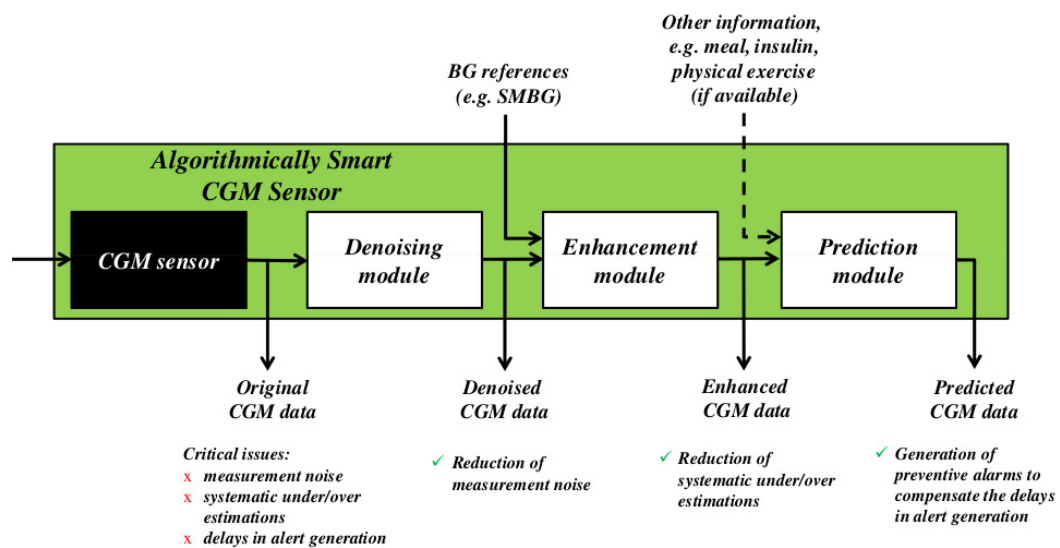 Other information,
e.g. meal, insulin,
physical exercise
(if available)
BG references
(e.g. SMBG)
Algorithmically Smart
CGM Sensor
CGM sensor
Denoising
module
Enhancement
module
Prediction
module
Original
CGM data
Denoised
CGM data
Enhanced
CGM data
Predicted
CGM data
Critical issues:
x measurement noise
x systematic under/over
estimations
x delays in alert generation
✓ Reduction of
measurement noise
✓ Reduction of
systematic under/over
estimations
✓ Generation of
preventive alarms to
compensate the delays
in alert generation